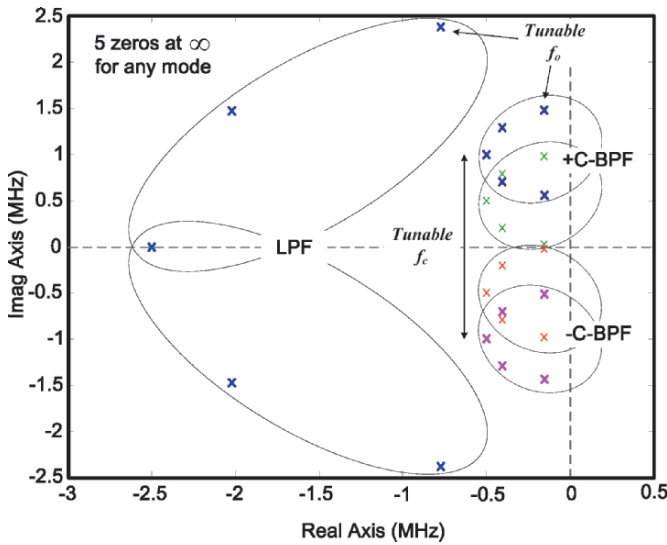 5 zeros at ∞
for any mode
Tunable
fo
+C-BPF
LPF
Tunable
fc
-C-BPF
2.5
2
1.5
1
0.5
0
-0.5
-1
-1.5
-2
-2.5
Imag Axis (MHz)
-3
-2.5
-2
-1.5
-1
-0.5
0
0.5
Real Axis (MHz)